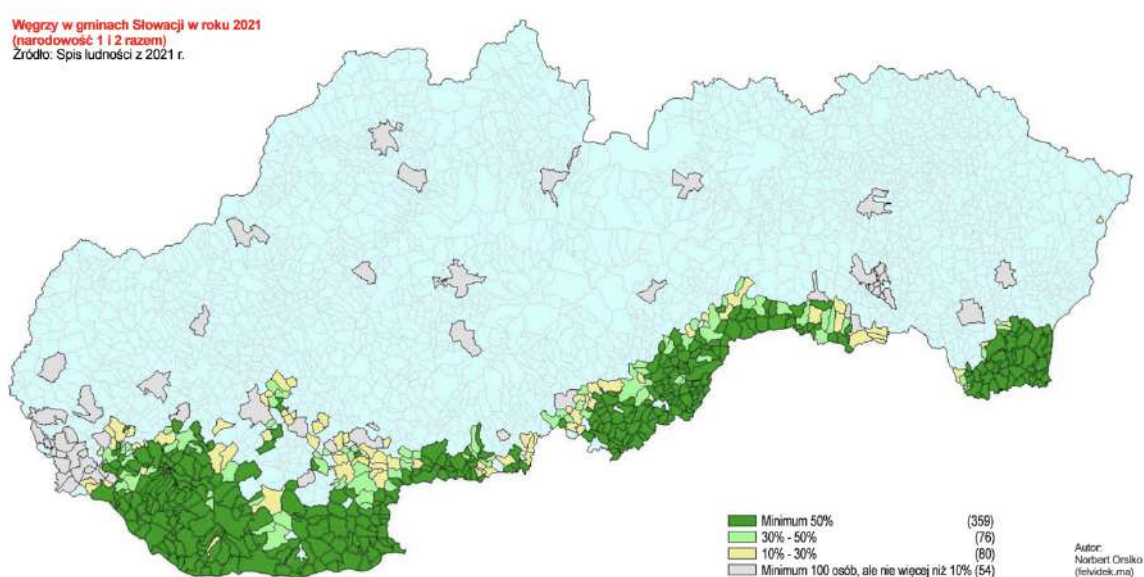 Węgrzy w gminach Słowacji w roku 2021
(narodowość 1 i 2 razem)
Źródło: Spis ludności z 2021 r.
Minimum 50% (359)
30% - 50% (76)
10% - 30% (80)
Minimum 100 osób, ale nie więcej niż 10% (54)
Autor:
Norbert Orsiko
(felvidek.ma)